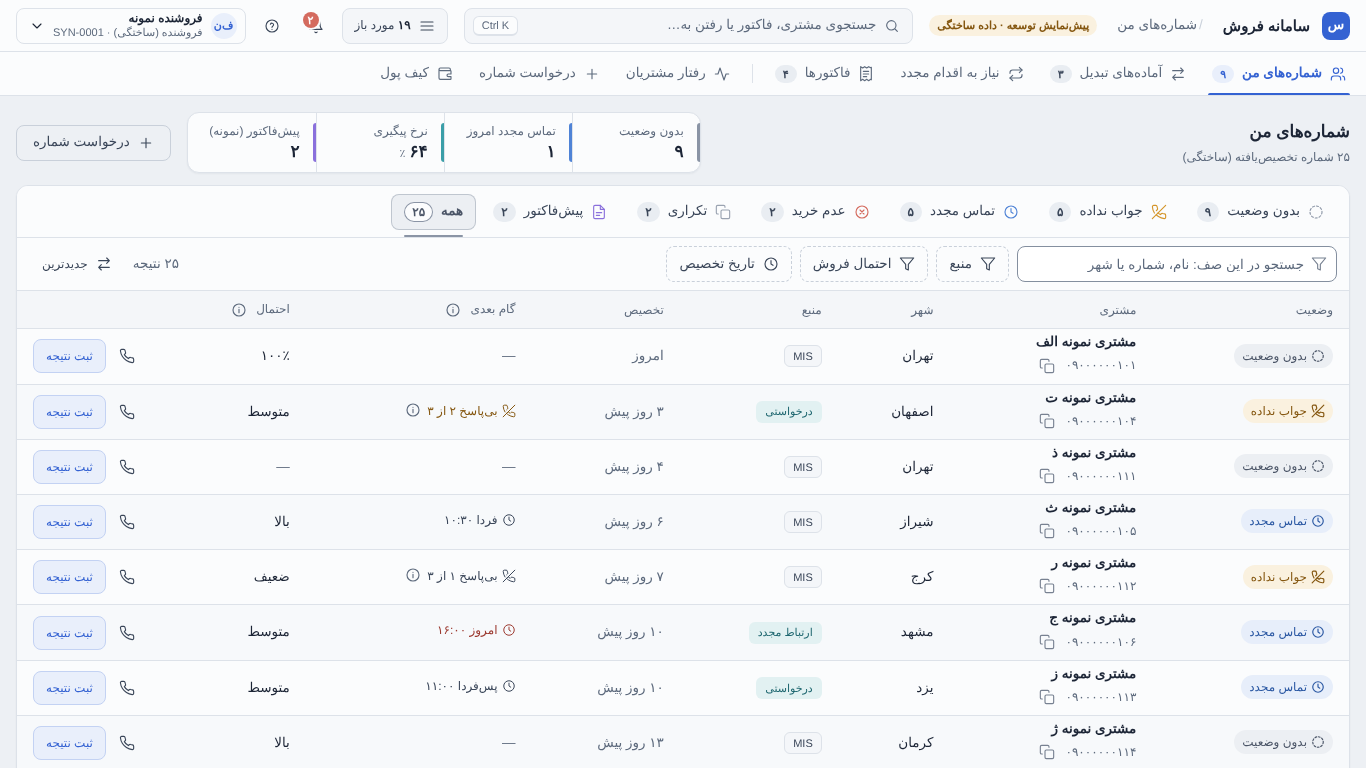 س سامانه فروش / شماره‌های من پیش‌نمایش توسعه · داده ساختگی جستجوی مشتری، فاکتور یا رفتن به… Ctrl K ۱۹ مورد باز ۲ ف‌ن فروشنده نمونه
فروشنده (ساختگی) · SYN-0001
شماره‌های من ۹ آماده‌های تبدیل ۳ نیاز به اقدام مجدد فاکتورها ۴ رفتار مشتریان درخواست شماره کیف پول
شماره‌های من
۲۵ شماره تخصیص‌یافته (ساختگی)
بدون وضعیت
۹
تماس مجدد امروز
۱
نرخ پیگیری
۶۴ ٪
پیش‌فاکتور (نمونه)
۲
درخواست شماره
بدون وضعیت ۹ جواب نداده ۵ تماس مجدد ۵ عدم خرید ۲ تکراری ۲ پیش‌فاکتور ۲ همه ۲۵
جستجو در این صف: نام، شماره یا شهر منبع احتمال فروش تاریخ تخصیص ۲۵ نتیجه جدیدترین
وضعیت مشتری شهر منبع تخصیص گام بعدی احتمال
بدون وضعیت مشتری نمونه الف تهران MIS امروز — ۱۰۰٪ ثبت نتیجه
۰۹۰۰۰۰۰۰۱۰۱
جواب نداده مشتری نمونه ت اصفهان درخواستی ۳ روز پیش بی‌پاسخ ۲ از ۳ متوسط ثبت نتیجه
۰۹۰۰۰۰۰۰۱۰۴
بدون وضعیت مشتری نمونه ذ تهران MIS ۴ روز پیش — — ثبت نتیجه
۰۹۰۰۰۰۰۰۱۱۱
تماس مجدد مشتری نمونه ث شیراز MIS ۶ روز پیش فردا ۱۰:۳۰ بالا ثبت نتیجه
۰۹۰۰۰۰۰۰۱۰۵
جواب نداده مشتری نمونه ر کرج MIS ۷ روز پیش بی‌پاسخ ۱ از ۳ ضعیف ثبت نتیجه
۰۹۰۰۰۰۰۰۱۱۲
تماس مجدد مشتری نمونه ج مشهد ارتباط مجدد ۱۰ روز پیش امروز ۱۶:۰۰ متوسط ثبت نتیجه
۰۹۰۰۰۰۰۰۱۰۶
تماس مجدد مشتری نمونه ز یزد درخواستی ۱۰ روز پیش پس‌فردا ۱۱:۰۰ متوسط ثبت نتیجه
۰۹۰۰۰۰۰۰۱۱۳
بدون وضعیت مشتری نمونه ژ کرمان MIS ۱۳ روز پیش — بالا ثبت نتیجه
۰۹۰۰۰۰۰۰۱۱۴